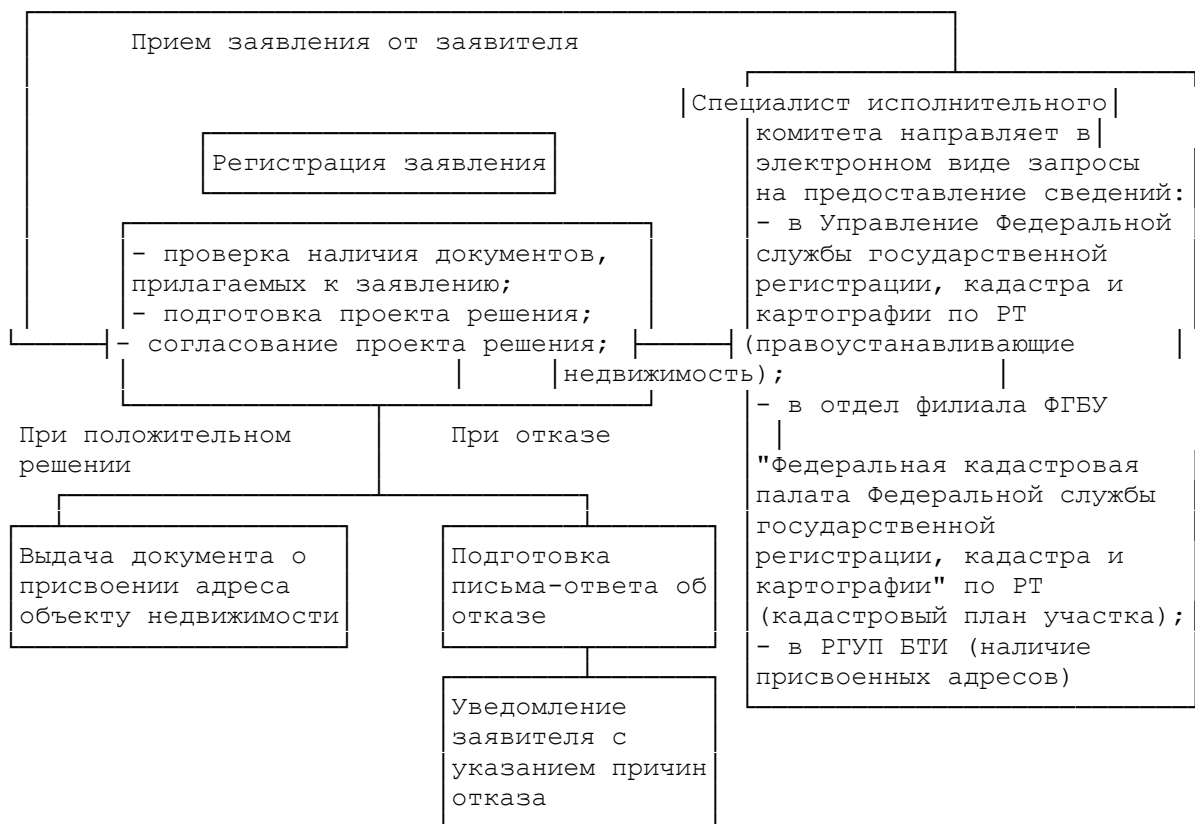 Прием заявления от заявителя
Регистрация заявления
- проверка наличия документов,
прилагаемых к заявлению;
- подготовка проекта решения;
- согласование проекта решения;
Специалист исполнительного
комитета направляет в
электронном виде запросы
на предоставление сведений:
- в Управление Федеральной
службы государственной
регистрации, кадастра и
картографии по РТ
(правоустанавливающие
недвижимость);
- в отдел филиала ФГБУ
"Федеральная кадастровая
палата Федеральной службы
государственной
регистрации, кадастра и
картографии" по РТ
(кадастровый план участка);
- в РГУП БТИ (наличие
присвоенных адресов)
При положительном
решении
При отказе
Выдача документа о
присвоении адреса
объекту недвижимости
Подготовка
письма-ответа об
отказе
Уведомление
заявителя с
указанием причин
отказа